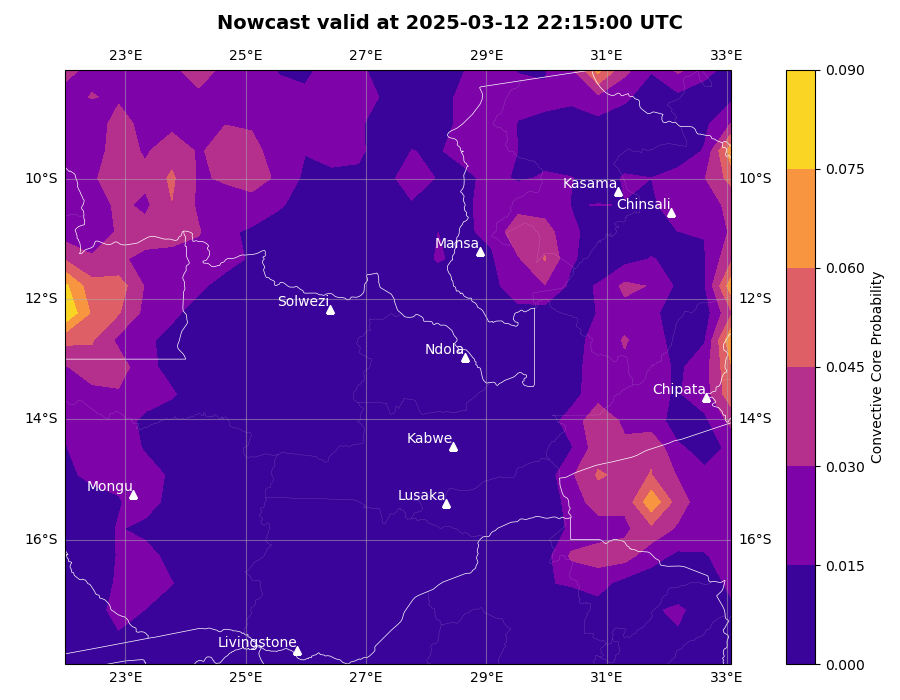 Nowcast valid at 2025-03-12 22:15:00 UTC
23°E 25°E 27°E 29°E 31°E 33°E
0.090
0.075
10°S Kasama 10°S
Chinsali
Mansa
0.060
12°S Solwezi 12°S
Ndola
0.045
Chipata
14°S 14°S
Kabwe
0.030
Mongu
Lusaka
16°S 16°S
0.015
Livingstone
0.000
23°E 25°E 27°E 29°E 31°E 33°E
Convective Core Probability